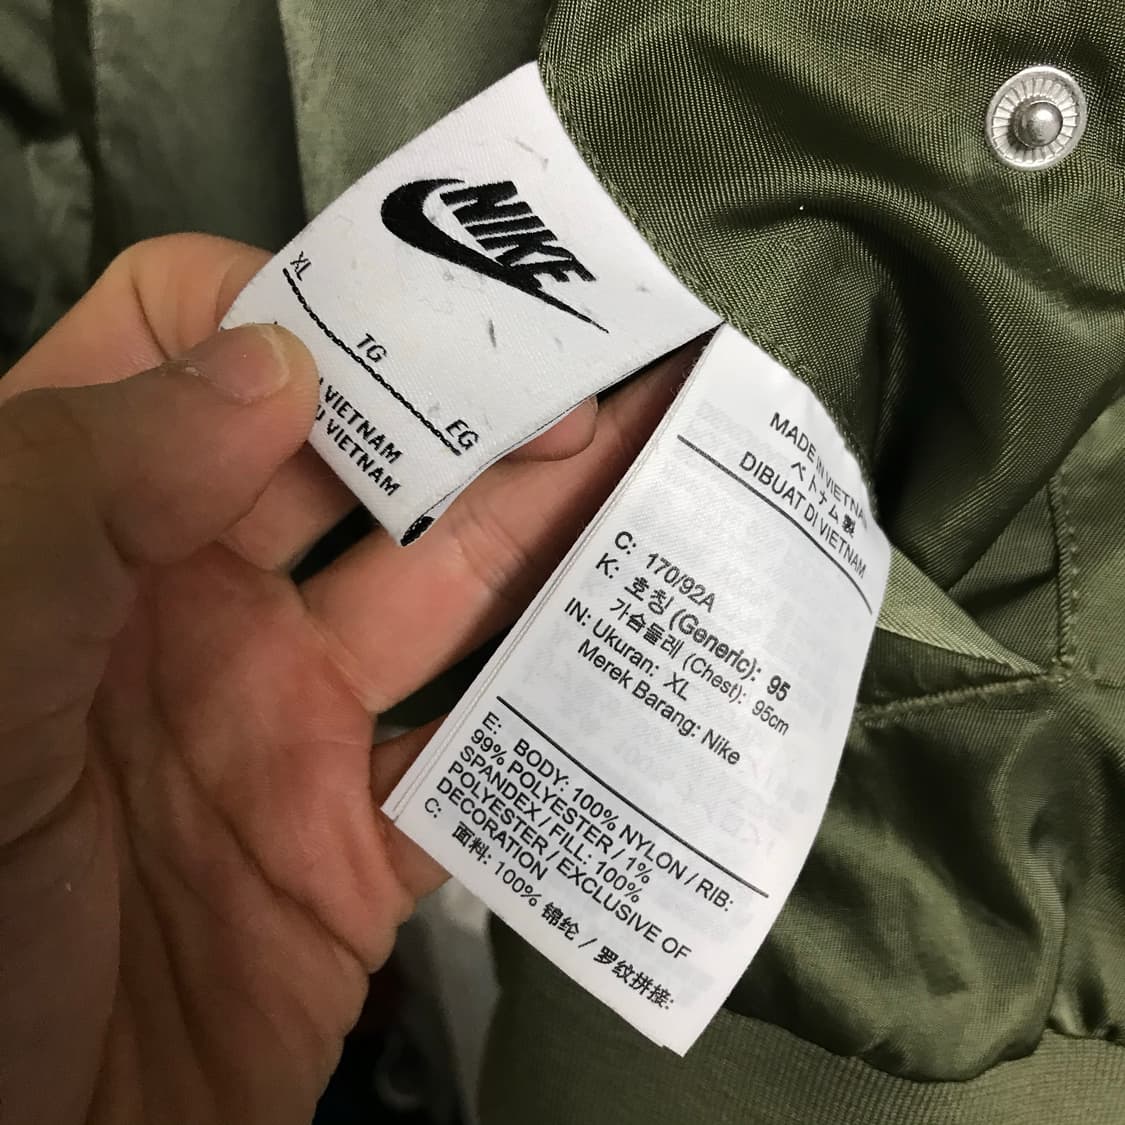 NIKE
XL
TG
EG
VIETNAM
U VIETNAM
MADE IN VIETNAM
ベトナム製
DIBUAT DI VIETNAM
C: 170/92A
K: 호칭 (Generic): 95
가슴둘레 (Chest): 95cm
IN: Ukuran: XL
Merek Barang: Nike
E: BODY: 100% NYLON / RIB:
99% POLYESTER / 1%
SPANDEX / FILL: 100%
POLYESTER / EXCLUSIVE OF
DECORATION
C: 面料: 100% 锦纶 / 罗纹拼接: